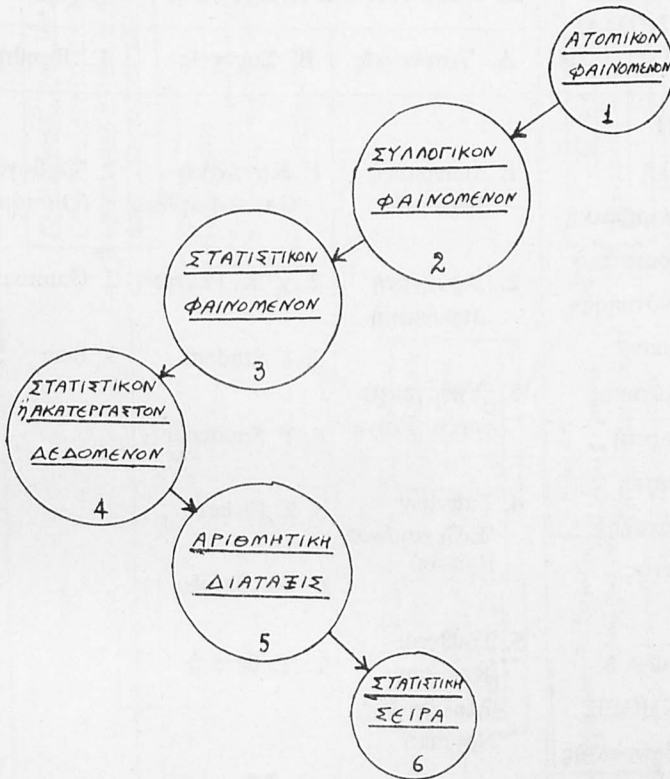 ΑΤΟΜΙΚΟΝ
ΦΑΙΝΟΜΕΝΟΝ
1
ΣΥΛΛΟΓΙΚΟΝ
ΦΑΙΝΟΜΕΝΟΝ
2
ΣΤΑΤΙΣΤΙΚΟΝ
ΦΑΙΝΟΜΕΝΟΝ
3
ΣΤΑΤΙΣΤΙΚΟΝ
ἤ ΑΚΑΤΕΡΓΑΣΤΟΝ
ΔΕΔΟΜΕΝΟΝ
4
ΑΡΙΘΜΗΤΙΚΗ
ΔΙΑΤΑΞΙΣ
5
ΣΤΑΤΙΣΤΙΚΗ
ΣΕΙΡΑ
6